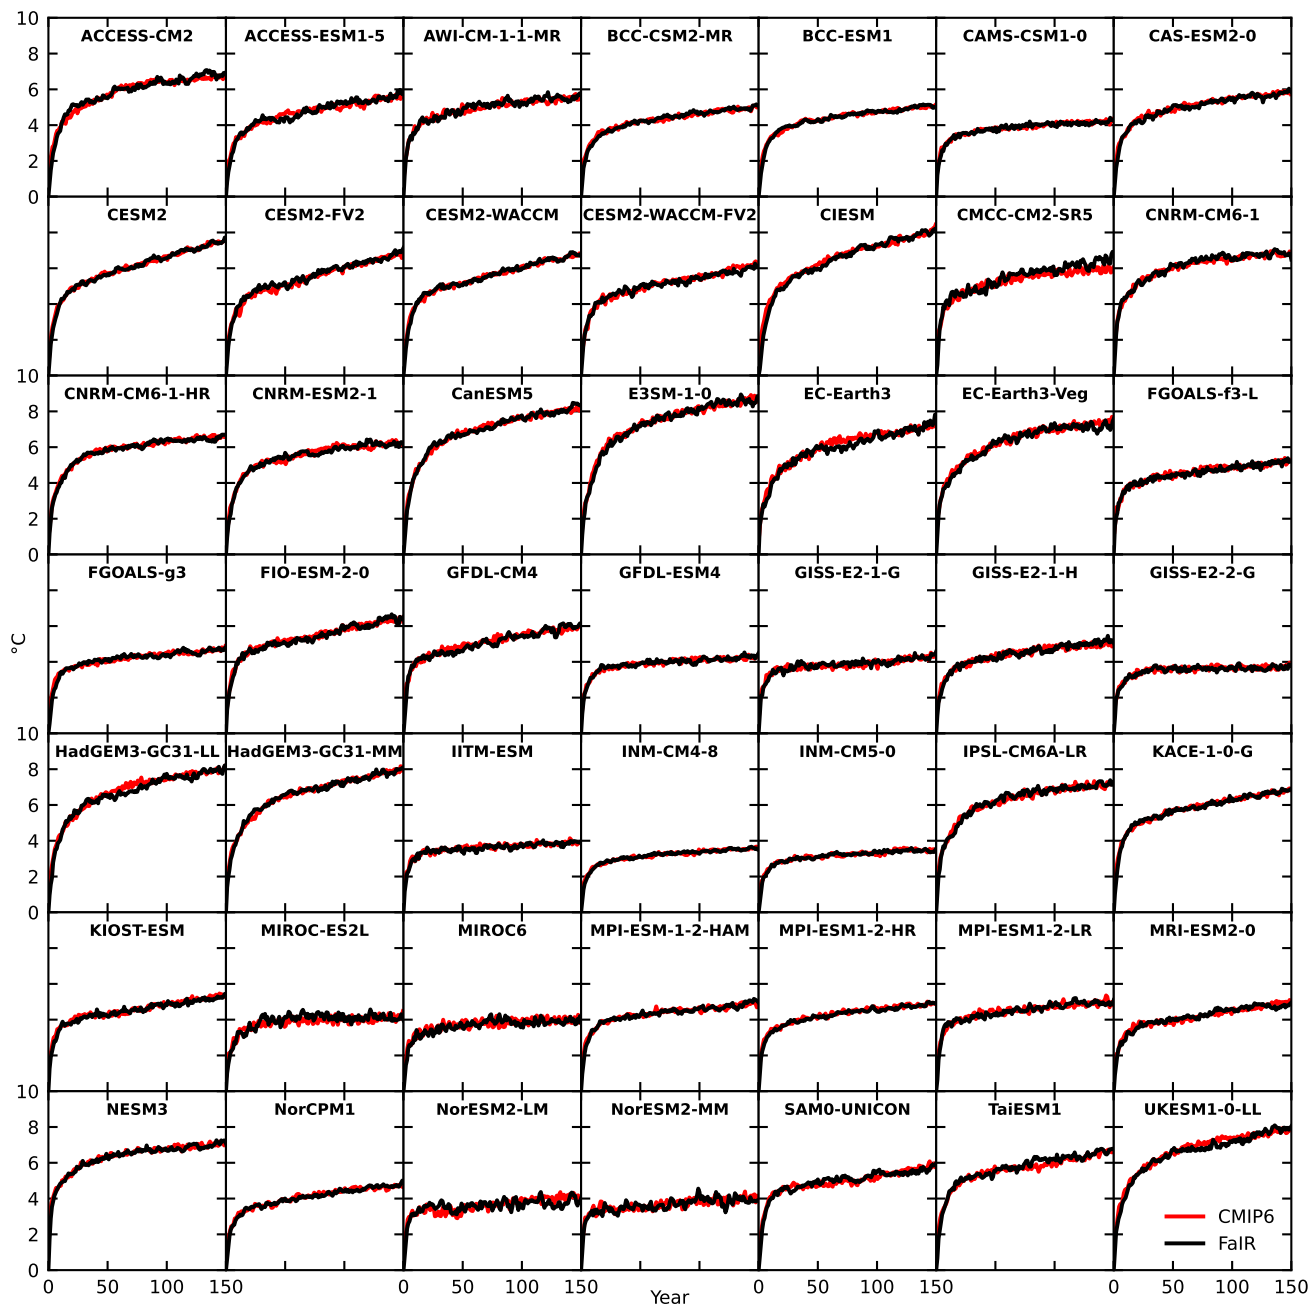 10
8
6
4
2
0
ACCESS-CM2
ACCESS-ESM1-5
AWI-CM-1-1-MR
BCC-CSM2-MR
BCC-ESM1
CAMS-CSM1-0
CAS-ESM2-0
CESM2
CESM2-FV2
CESM2-WACCM
CESM2-WACCM-FV2
CIESM
CMCC-CM2-SR5
CNRM-CM6-1
10
8
6
4
2
0
CNRM-CM6-1-HR
CNRM-ESM2-1
CanESM5
E3SM-1-0
EC-Earth3
EC-Earth3-Veg
FGOALS-f3-L
°C
FGOALS-g3
FIO-ESM-2-0
GFDL-CM4
GFDL-ESM4
GISS-E2-1-G
GISS-E2-1-H
GISS-E2-2-G
10
8
6
4
2
0
HadGEM3-GC31-LL
HadGEM3-GC31-MM
IITM-ESM
INM-CM4-8
INM-CM5-0
IPSL-CM6A-LR
KACE-1-0-G
KIOST-ESM
MIROC-ES2L
MIROC6
MPI-ESM-1-2-HAM
MPI-ESM1-2-HR
MPI-ESM1-2-LR
MRI-ESM2-0
10
8
6
4
2
0
NESM3
NorCPM1
NorESM2-LM
NorESM2-MM
SAM0-UNICON
TaiESM1
UKESM1-0-LL
CMIP6
FaIR
0 50 100 150
0 50 100 150
0 50 100 150
0 50 100 150
Year